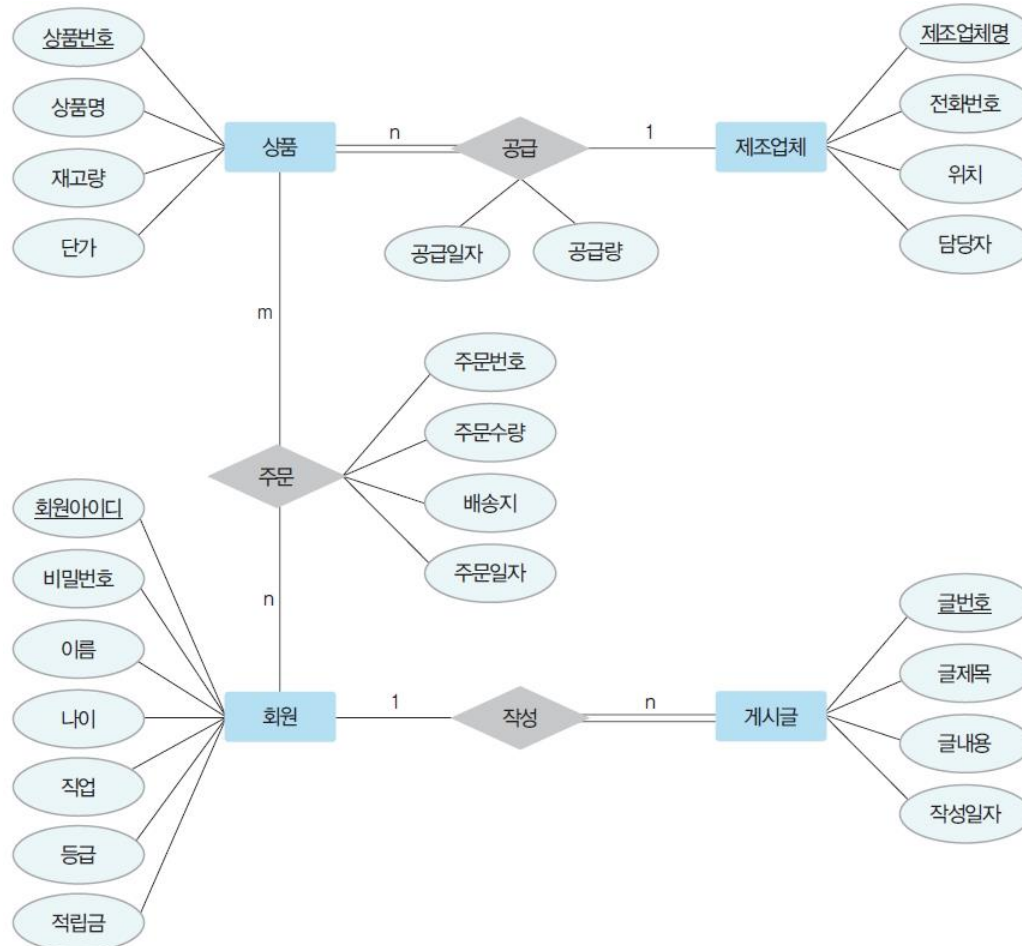 상품번호
상품명
재고량
단가
상품
n
공급
1
제조업체
제조업체명
전화번호
위치
담당자
공급일자
공급량
m
주문번호
주문수량
배송지
주문일자
주문
n
회원아이디
비밀번호
이름
나이
직업
등급
적립금
회원
1
작성
n
게시글
글번호
글제목
글내용
작성일자